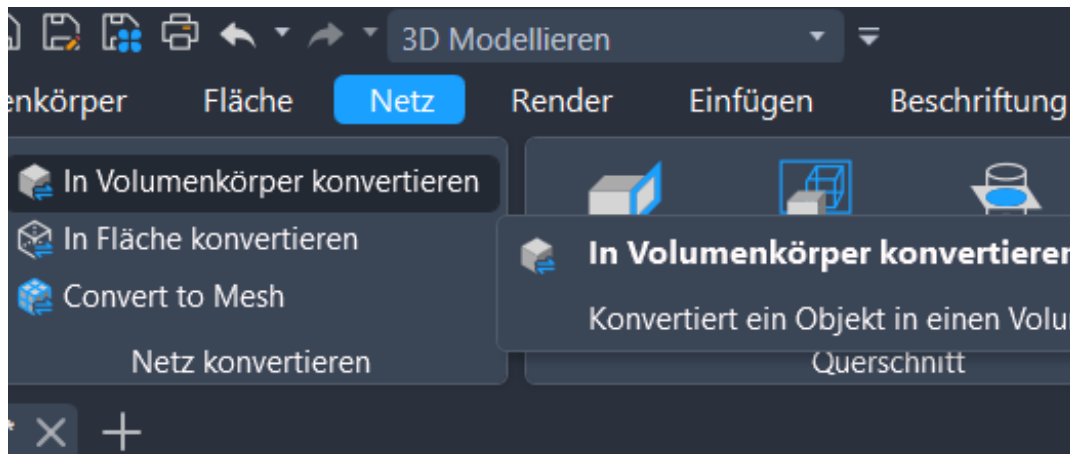 3D Modellieren
enkörper Fläche Netz Render Einfügen Beschriftung
In Volumenkörper konvertieren
In Fläche konvertieren
Convert to Mesh
Netz konvertieren
In Volumenkörper konvertieren
Konvertiert ein Objekt in einen Volu
Querschnitt